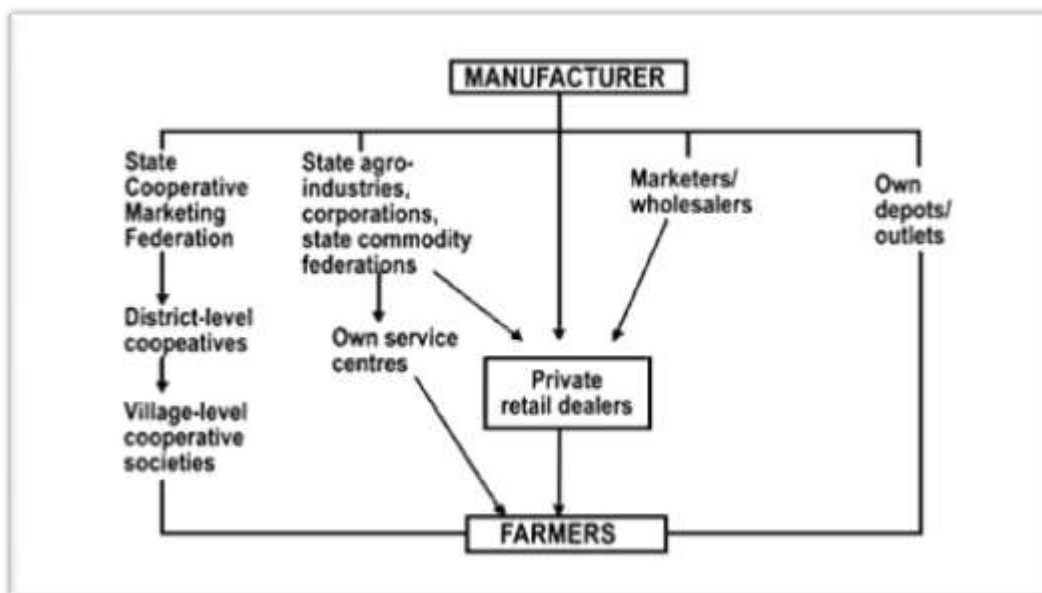 MANUFACTURER
State
Cooperative
Marketing
Federation
State agro-
industries,
corporations,
state commodity
federations
Marketers/
wholesalers
Own
depots/
outlets
District-level
coopeatives
Own service
centres
Private
retail dealers
Village-level
cooperative
societies
FARMERS